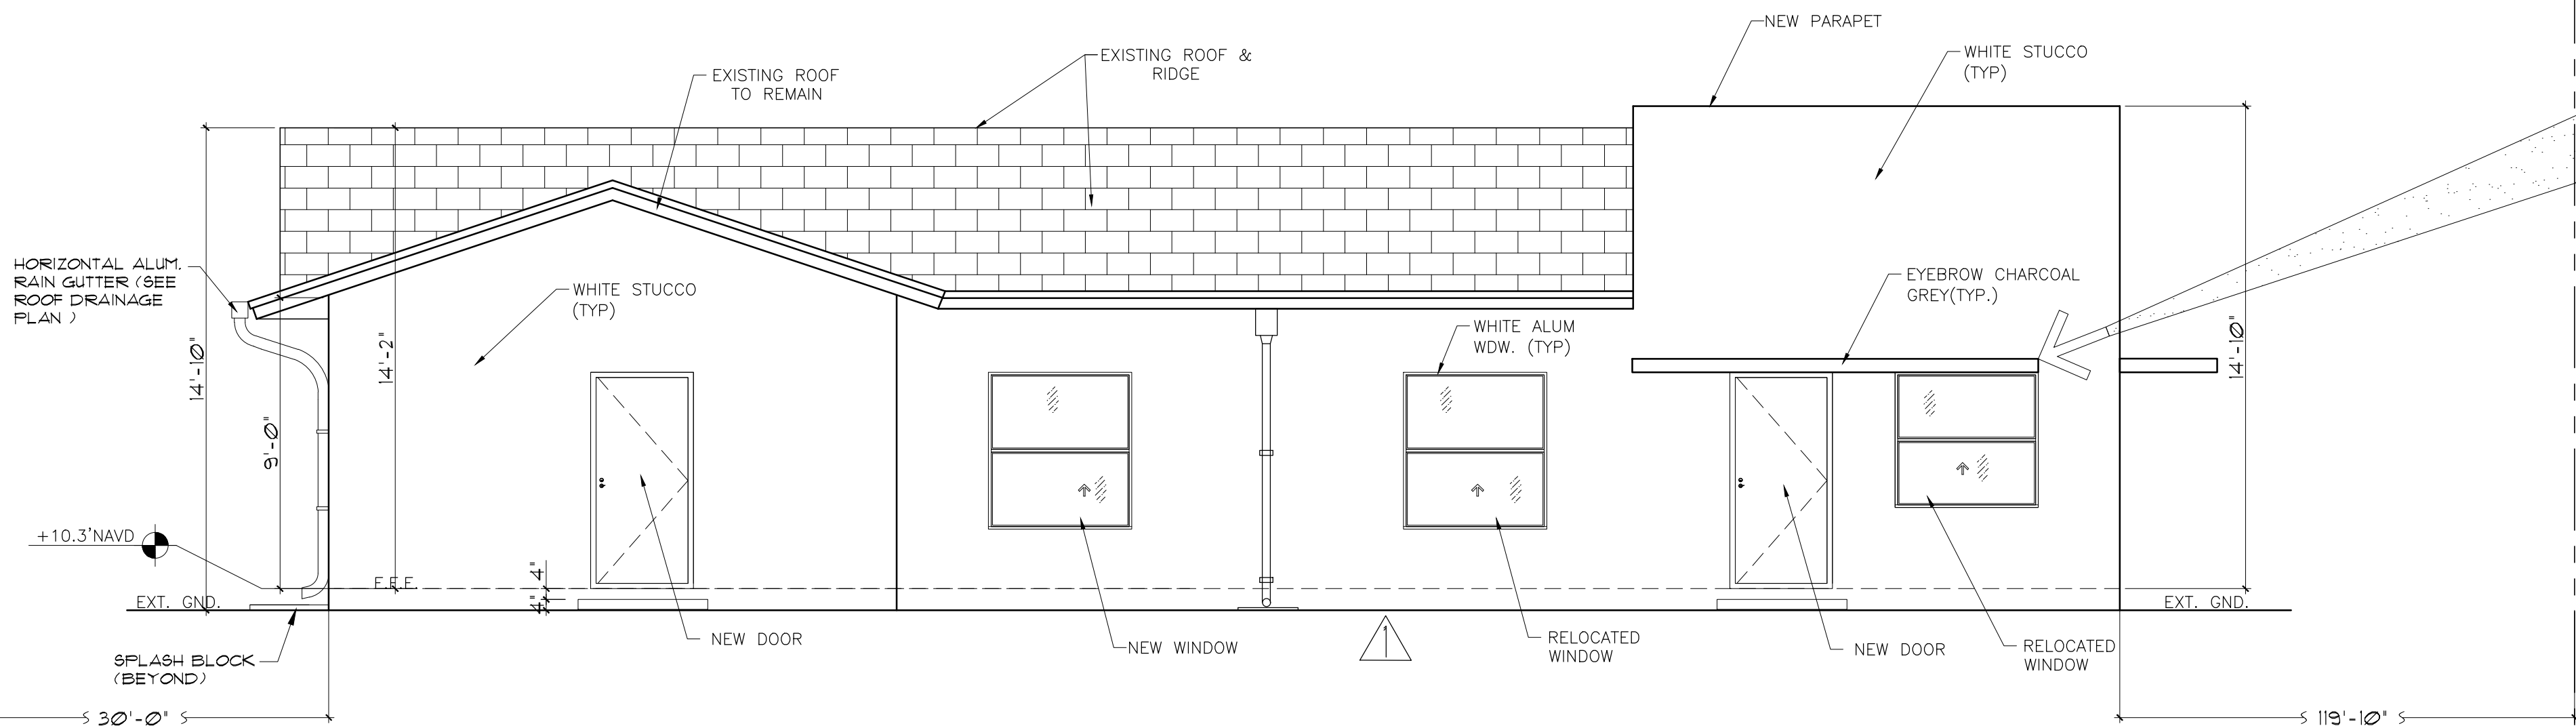 NEW PARAPET
WHITE STUCCO
(TYP)
EXISTING ROOF &
RIDGE
EXISTING ROOF
TO REMAIN
HORIZONTAL ALUM.
RAIN GUTTER (SEE
ROOF DRAINAGE
PLAN )
WHITE STUCCO
(TYP)
EYEBROW CHARCOAL
GREY(TYP.)
WHITE ALUM
WDW. (TYP)
14'-10"
14'-2"
9'-0"
14'-10"
+10.3'NAVD
F.F.E.
4"
4"
EXT. GND.
EXT. GND.
NEW DOOR
NEW WINDOW
1
RELOCATED
WINDOW
NEW DOOR
RELOCATED
WINDOW
SPLASH BLOCK
(BEYOND)
30'-0"
119'-10"